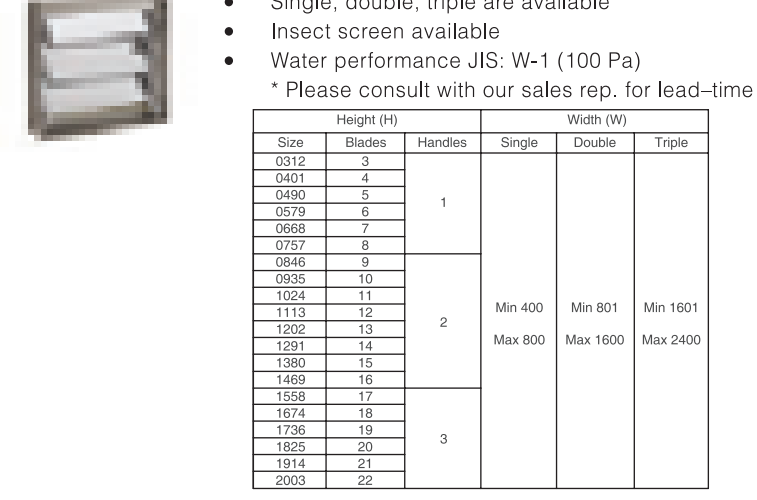 • Single, double, triple are available
• Insect screen available
• Water performance JIS: W-1 (100 Pa)
* Please consult with our sales rep. for lead–time
Height (H) Width (W)
Size Blades Handles Single Double Triple
0312 3
0401 4
0490 5
0579 6
1
0668 7
0757 8
0846 9
0935 10
1024 11
1113 12
Min 400 Min 801 Min 1601
2
1202 13
1291 14
Max 800 Max 1600 Max 2400
1380 15
1469 16
1558 17
1674 18
1736 19
3
1825 20
1914 21
2003 22